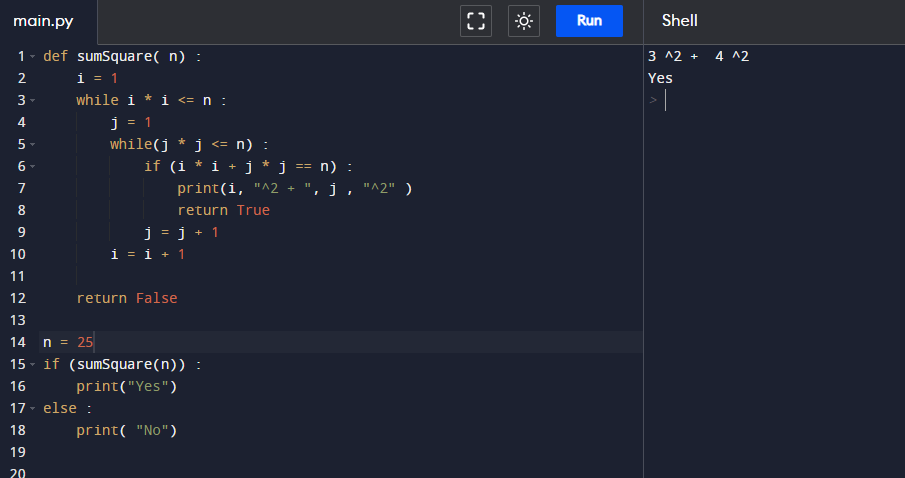 main.py Run Shell
1 def sumSquare( n) :
2     i = 1
3     while i * i <= n :
4         j = 1
5         while(j * j <= n) :
6             if (i * i + j * j == n) :
7                 print(i, "^2 + ", j , "^2" )
8                 return True
9             j = j + 1
10         i = i + 1
11
12     return False
13
14 n = 25
15 if (sumSquare(n)) :
16     print("Yes")
17 else :
18     print( "No")
19
20
3 ^2 +  4 ^2
Yes
>